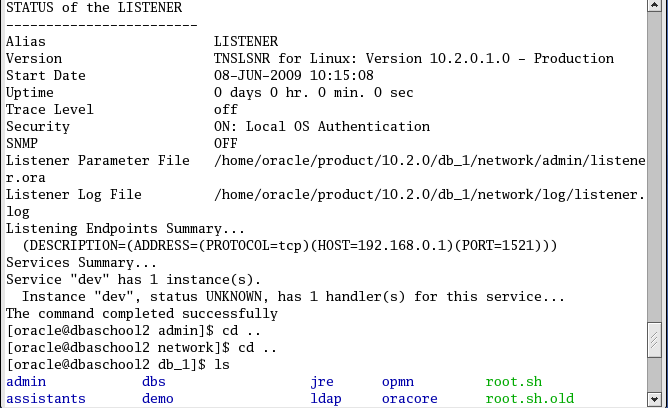 STATUS of the LISTENER
------------------------
Alias                     LISTENER
Version                   TNSLSNR for Linux: Version 10.2.0.1.0 - Production
Start Date                08-JUN-2009 10:15:08
Uptime                    0 days 0 hr. 0 min. 0 sec
Trace Level               off
Security                  ON: Local OS Authentication
SNMP                      OFF
Listener Parameter File   /home/oracle/product/10.2.0/db_1/network/admin/listene
r.ora
Listener Log File         /home/oracle/product/10.2.0/db_1/network/log/listener.
log
Listening Endpoints Summary...
  (DESCRIPTION=(ADDRESS=(PROTOCOL=tcp)(HOST=192.168.0.1)(PORT=1521)))
Services Summary...
Service "dev" has 1 instance(s).
  Instance "dev", status UNKNOWN, has 1 handler(s) for this service...
The command completed successfully
[oracle@dbaschool2 admin]$ cd ..
[oracle@dbaschool2 network]$ cd ..
[oracle@dbaschool2 db_1]$ ls
admin            dbs                  jre      opmn         root.sh
assistants       demo                 ldap     oracore      root.sh.old